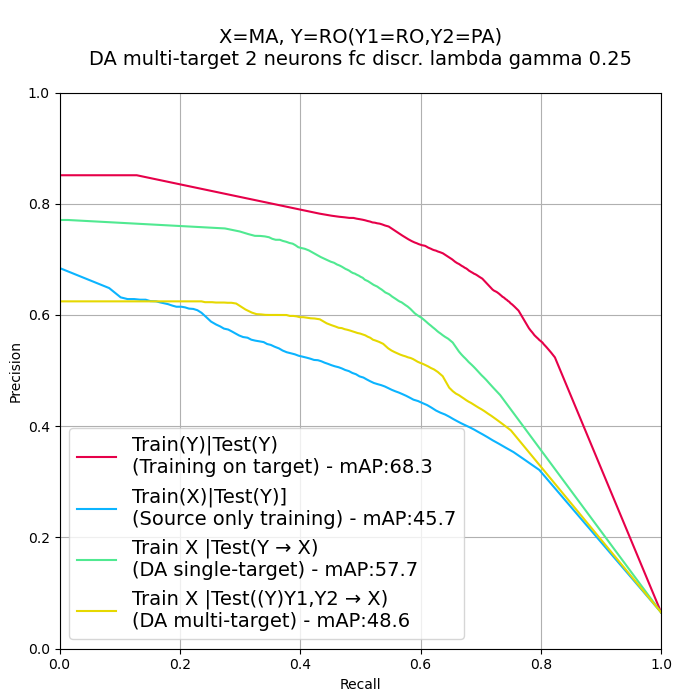 X=MA, Y=RO(Y1=RO,Y2=PA)
DA multi-target 2 neurons fc discr. lambda gamma 0.25
1.0
0.8
0.6
0.4
0.2
0.0
Precision
Train(Y)|Test(Y)
(Training on target) - mAP:68.3
Train(X)|Test(Y)]
(Source only training) - mAP:45.7
Train X |Test(Y → X)
(DA single-target) - mAP:57.7
Train X |Test((Y)Y1,Y2 → X)
(DA multi-target) - mAP:48.6
0.0 0.2 0.4 0.6 0.8 1.0
Recall